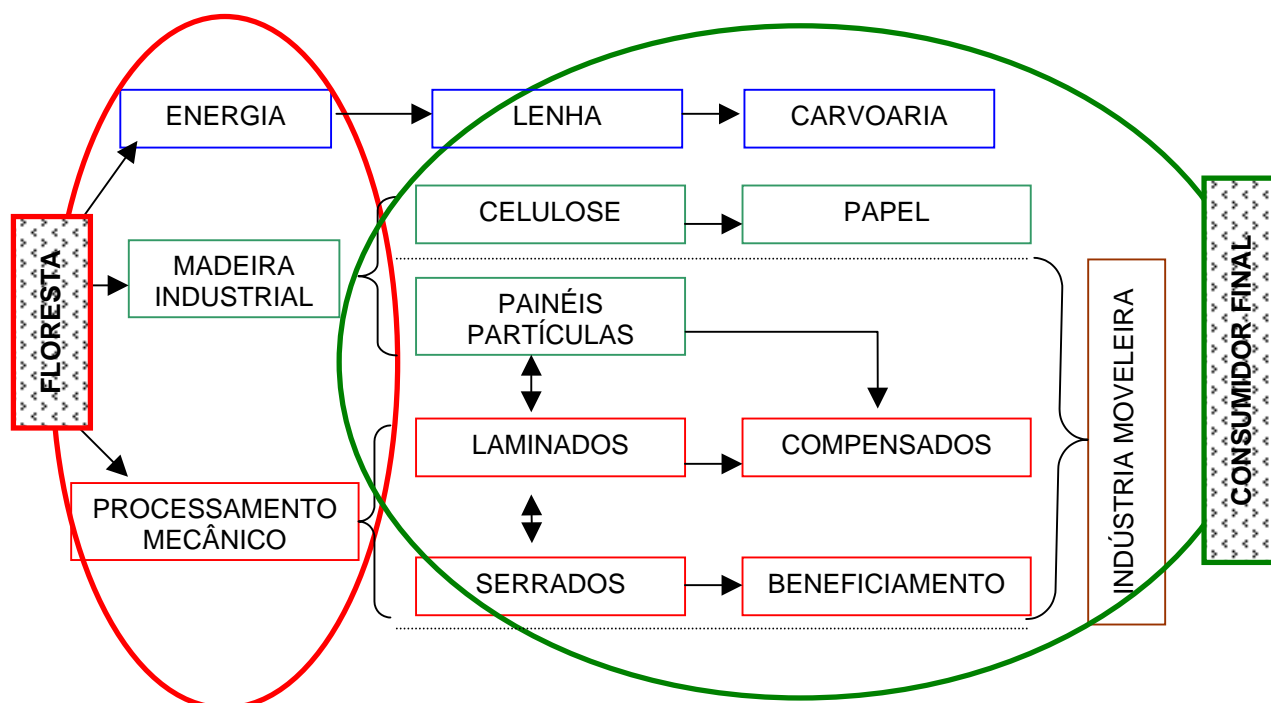 ENERGIA
LENHA
CARVOARIA
CELULOSE
PAPEL
FLORESTA
MADEIRA
INDUSTRIAL
PAINÉIS
PARTÍCULAS
LAMINADOS
COMPENSADOS
PROCESSAMENTO
MECÂNICO
SERRADOS
BENEFICIAMENTO
INDÚSTRIA MOVELEIRA
CONSUMIDOR FINAL